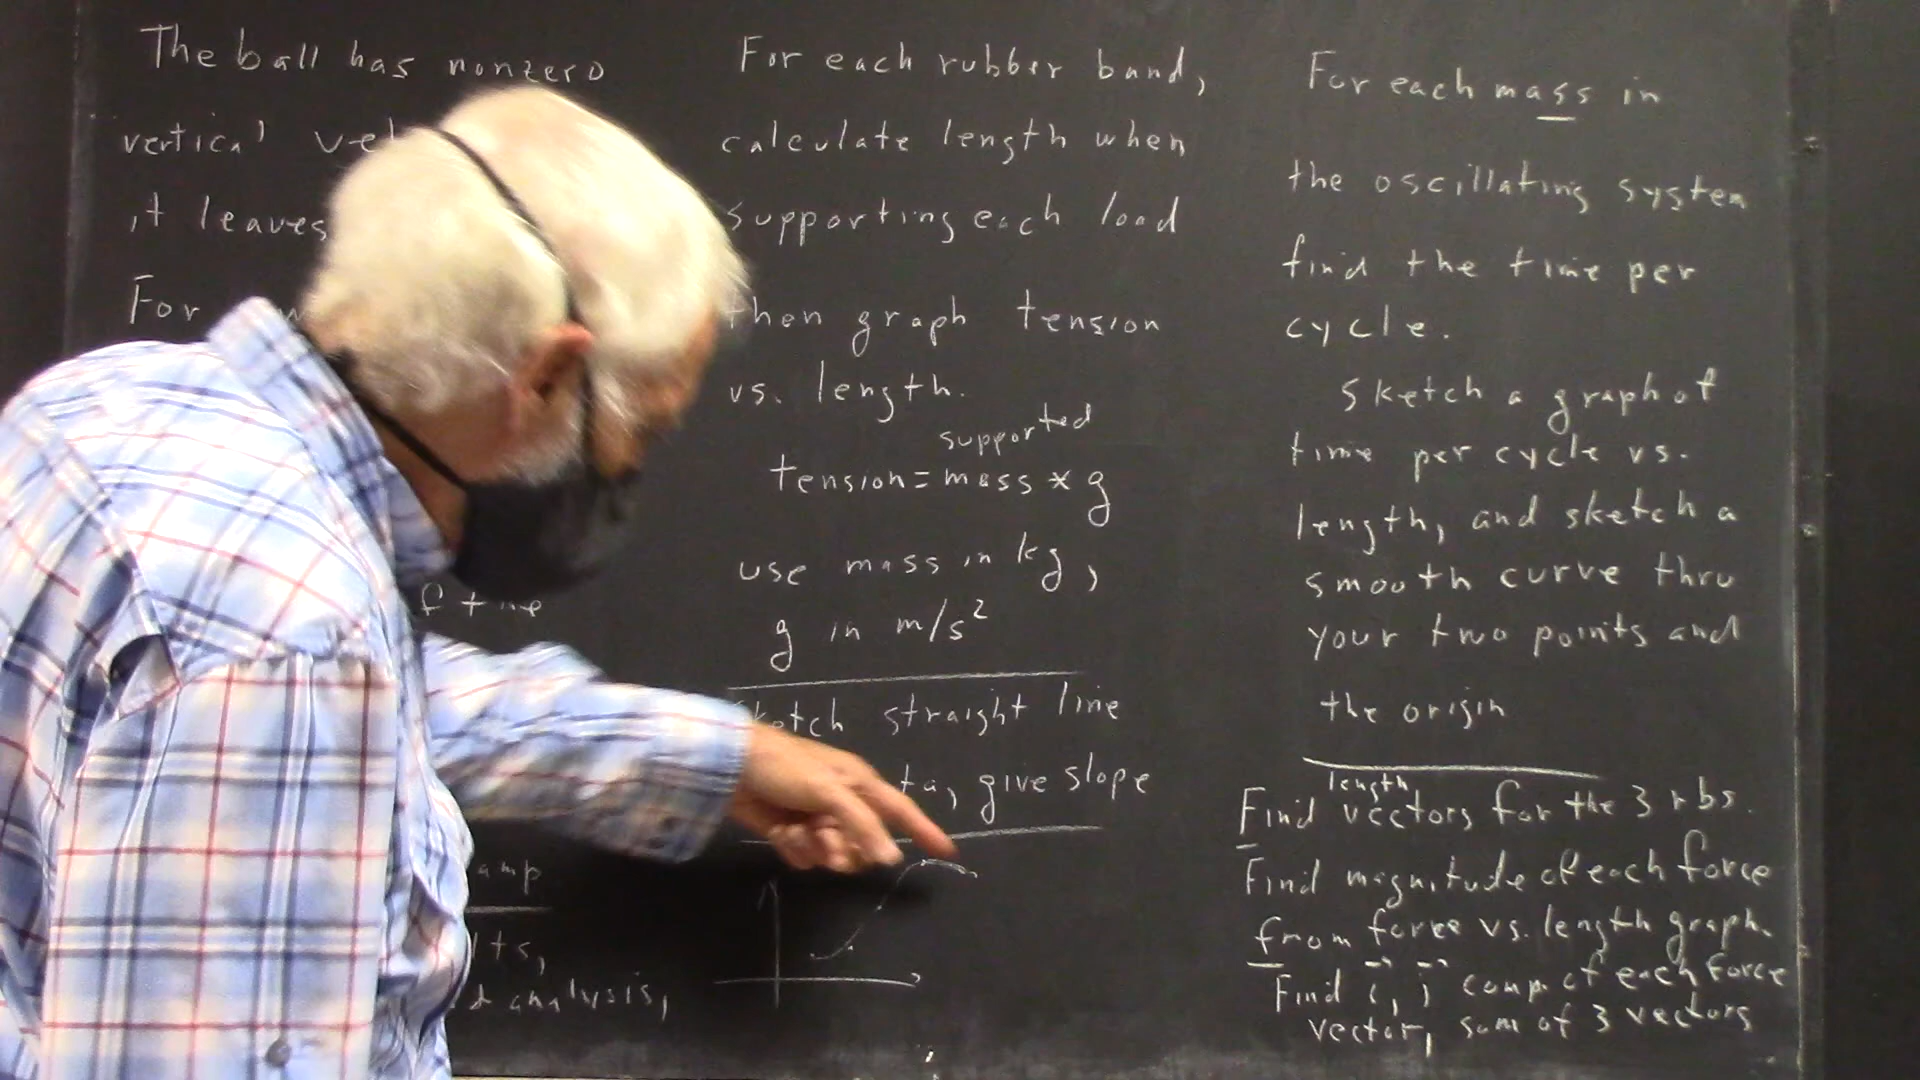 The ball has nonzero
vertical
it leaves
For
f time
amp
lts,
analysis,
For each rubber band,
calculate length when
supporting each load
then graph tension
vs. length.
supported
tension = mass * g
use mass in kg,
g in m/s²
sketch straight line
give slope
For each mass in
the oscillating system
find the time per
cycle.
Sketch a graph of
time per cycle vs.
length, and sketch a
smooth curve thru
your two points and
the origin
length
Find vectors for the 3 rbs.
Find magnitude of each force
from force vs. length graph.
Find i, j comp of each force
vector, sum of 3 vectors